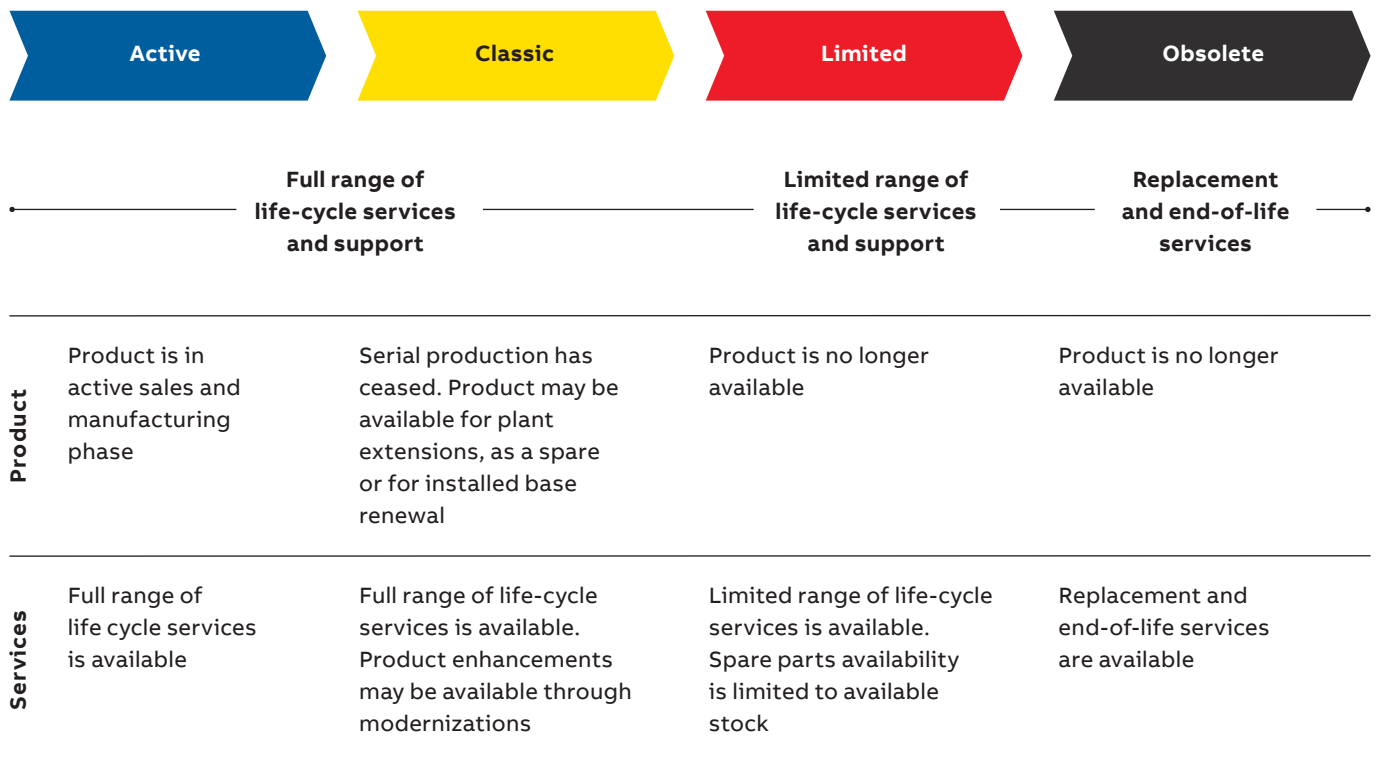 Active
Classic
Limited
Obsolete
Full range of
life-cycle services
and support
Limited range of
life-cycle services
and support
Replacement
and end-of-life
services
Product
Product is in
active sales and
manufacturing
phase
Serial production has
ceased. Product may be
available for plant
extensions, as a spare
or for installed base
renewal
Product is no longer
available
Product is no longer
available
Services
Full range of
life cycle services
is available
Full range of life-cycle
services is available.
Product enhancements
may be available through
modernizations
Limited range of life-cycle
services is available.
Spare parts availability
is limited to available
stock
Replacement and
end-of-life services
are available